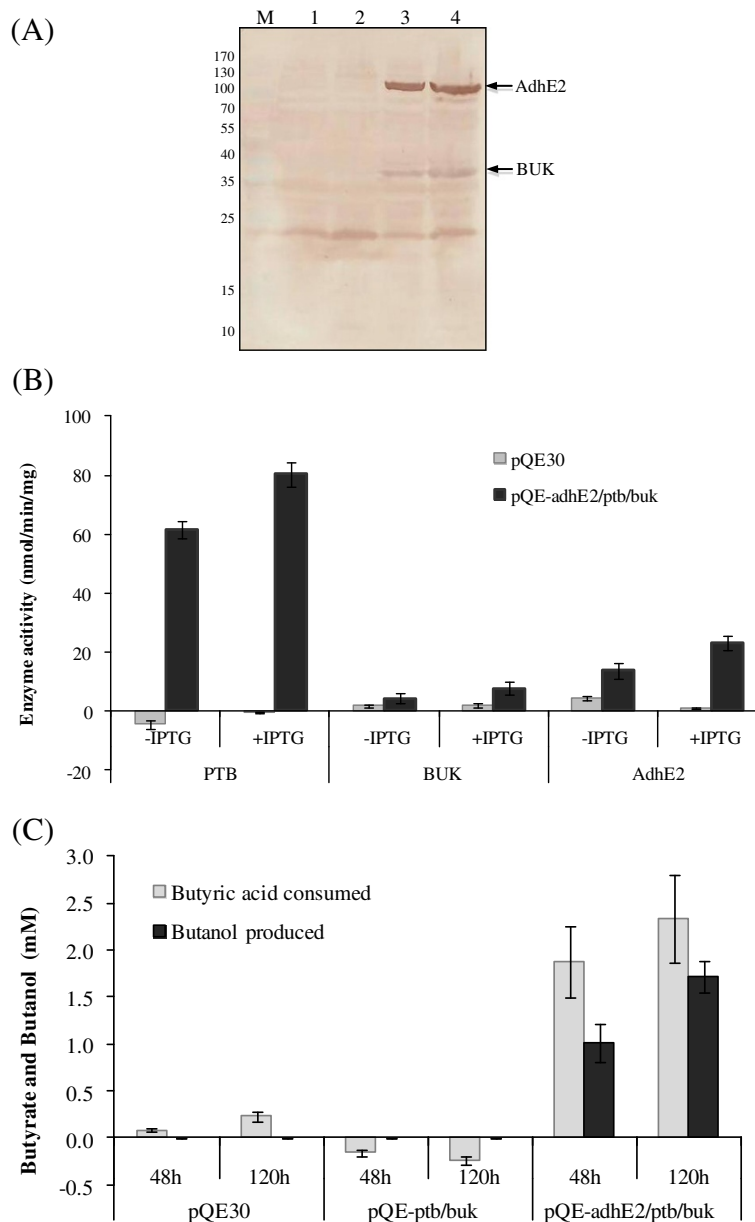 (A)
M 1 2 3 4
170
130
100
70
55
40
35
25
15
10
AdhE2
BUK
(B)
Enzyme acitivity (nmol/min/mg)
100
80
60
40
20
0
-20
pQE30
pQE-adhE2/ptb/buk
-IPTG +IPTG -IPTG +IPTG -IPTG +IPTG
PTB BUK AdhE2
(C)
Butyrate and Butanol (mM)
3.0
2.5
2.0
1.5
1.0
0.5
0.0
-0.5
Butyric acid consumed
Butanol produced
48h 120h 48h 120h 48h 120h
pQE30 pQE-ptb/buk pQE-adhE2/ptb/buk